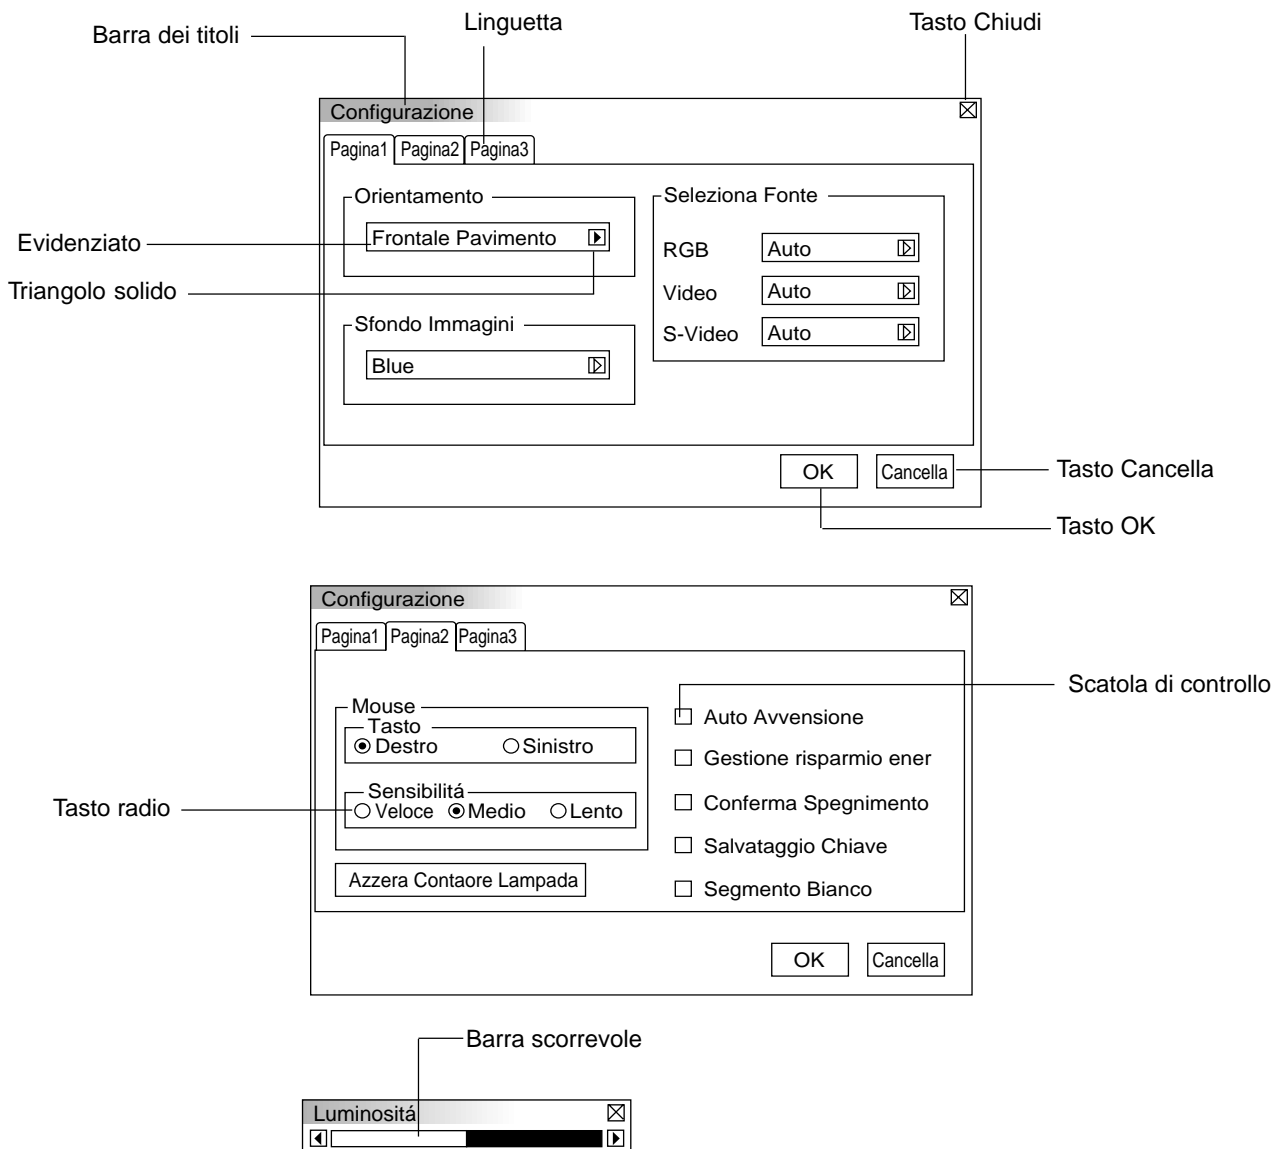 Barra dei titoli
Linguetta
Tasto Chiudi
Configurazione
Pagina1 Pagina2 Pagina3
Orientamento
Seleziona Fonte
Evidenziato
Frontale Pavimento
RGB Auto
Triangolo solido
Video Auto
Sfondo Immagini
S-Video Auto
Blue
OK Cancella
Tasto Cancella
Tasto OK
Configurazione
Pagina1 Pagina2 Pagina3
Scatola di controllo
Mouse
Auto Avvensione
Tasto
Destro Sinistro
Gestione risparmio ener
Sensibilitá
Conferma Spegnimento
Tasto radio
Veloce Medio Lento
Salvataggio Chiave
Azzera Contaore Lampada
Segmento Bianco
OK Cancella
Barra scorrevole
Luminositá